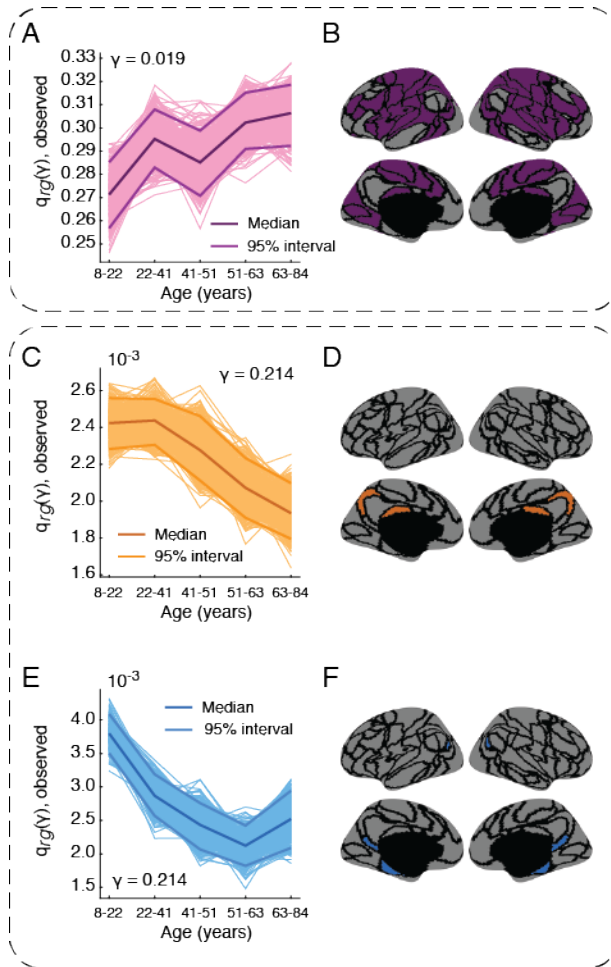 A
B
γ = 0.019
q_rg(γ), observed
0.33
0.32
0.31
0.30
0.29
0.28
0.27
0.26
0.25
Median
95% interval
8-22 22-41 41-51 51-63 63-84
Age (years)
C
D
10⁻³
γ = 0.214
q_rg(γ), observed
2.6
2.4
2.2
2.0
1.8
1.6
Median
95% interval
8-22 22-41 41-51 51-63 63-84
Age (years)
E
F
10⁻³
q_rg(γ), observed
4.0
3.5
3.0
2.5
2.0
1.5
Median
95% interval
γ = 0.214
8-22 22-41 41-51 51-63 63-84
Age (years)